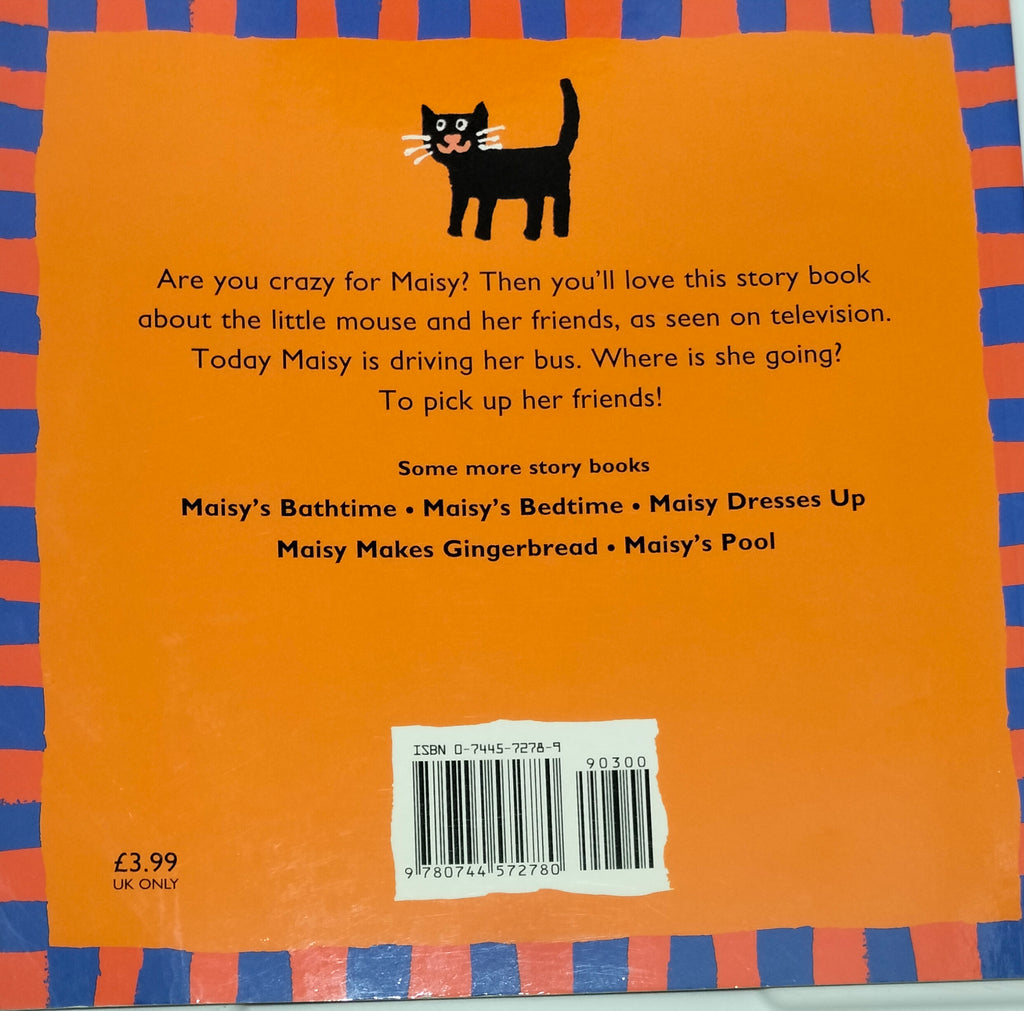 Are you crazy for Maisy? Then you'll love this story book
about the little mouse and her friends, as seen on television.
Today Maisy is driving her bus. Where is she going?
To pick up her friends!
Some more story books
Maisy's Bathtime • Maisy's Bedtime • Maisy Dresses Up
Maisy Makes Gingerbread • Maisy's Pool
ISBN 0-7445-7278-9
90300
9 780744 572780
£3.99
UK ONLY